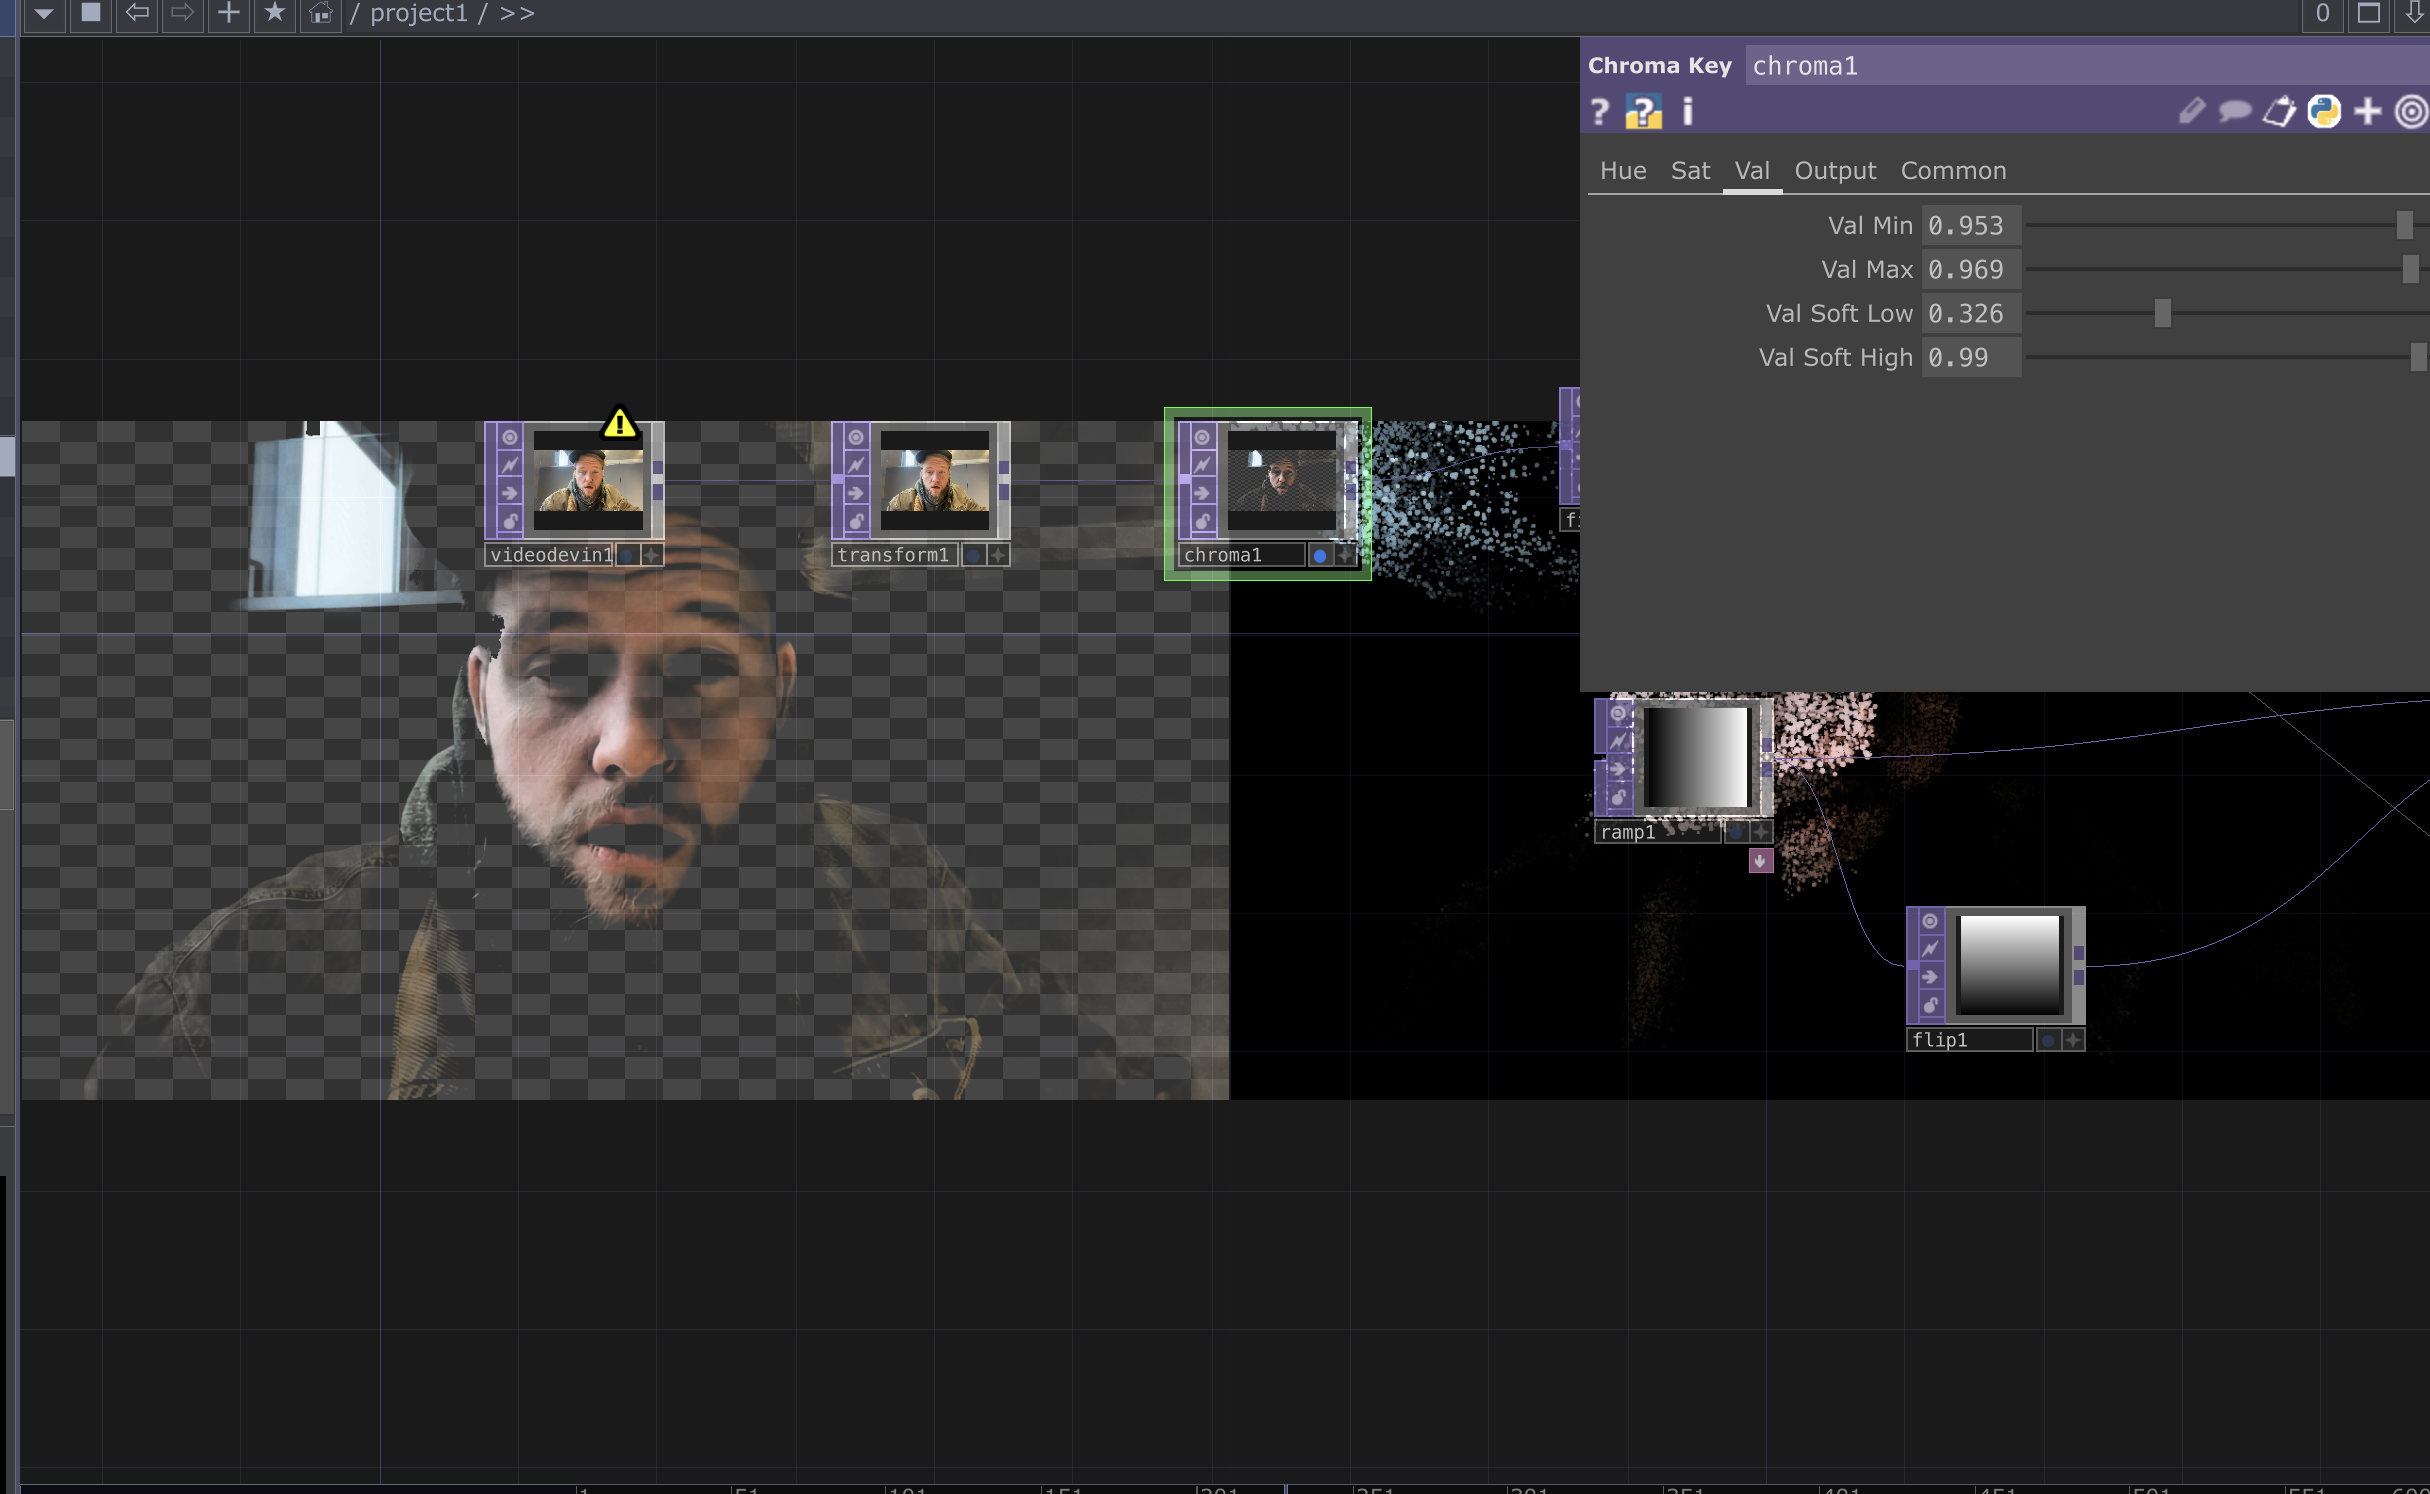 / project1 / >>
0
Chroma Key chroma1
Hue Sat Val Output Common
Val Min 0.953
Val Max 0.969
Val Soft Low 0.326
Val Soft High 0.99
videodevin1
transform1
chroma1
ramp1
flip1